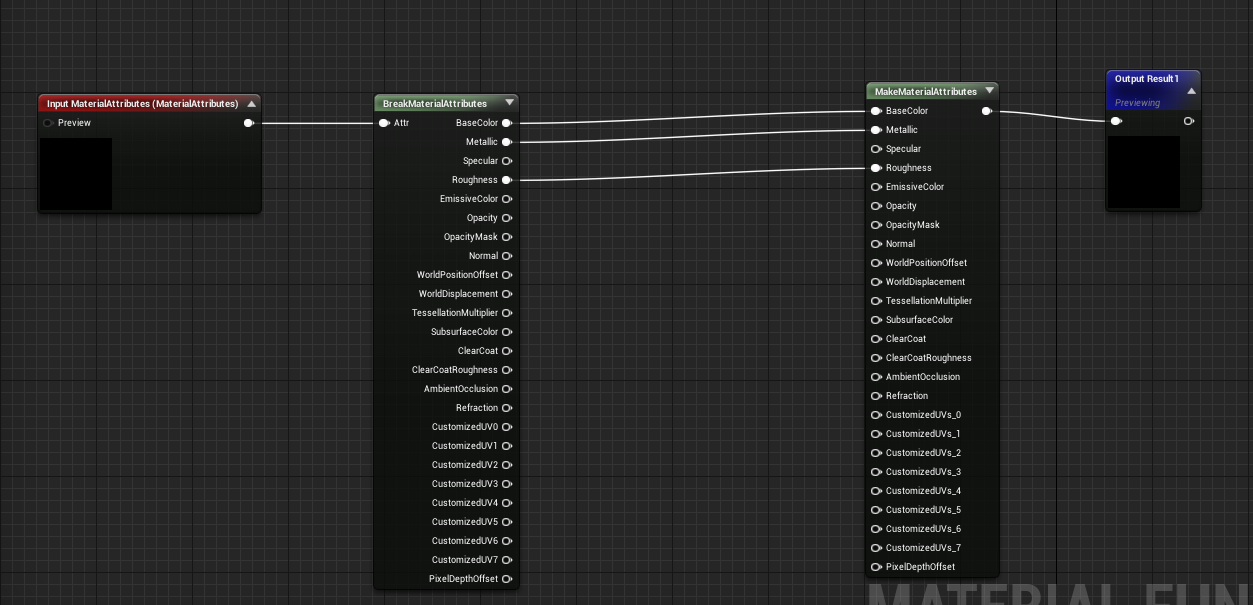 Input MaterialAttributes (MaterialAttributes)
Preview
BreakMaterialAttributes
Attr
BaseColor
Metallic
Specular
Roughness
EmissiveColor
Opacity
OpacityMask
Normal
WorldPositionOffset
WorldDisplacement
TessellationMultiplier
SubsurfaceColor
ClearCoat
ClearCoatRoughness
AmbientOcclusion
Refraction
CustomizedUV0
CustomizedUV1
CustomizedUV2
CustomizedUV3
CustomizedUV4
CustomizedUV5
CustomizedUV6
CustomizedUV7
PixelDepthOffset
MakeMaterialAttributes
BaseColor
Metallic
Specular
Roughness
EmissiveColor
Opacity
OpacityMask
Normal
WorldPositionOffset
WorldDisplacement
TessellationMultiplier
SubsurfaceColor
ClearCoat
ClearCoatRoughness
AmbientOcclusion
Refraction
CustomizedUVs_0
CustomizedUVs_1
CustomizedUVs_2
CustomizedUVs_3
CustomizedUVs_4
CustomizedUVs_5
CustomizedUVs_6
CustomizedUVs_7
PixelDepthOffset
Output Result1
Previewing
MATERIAL FUN